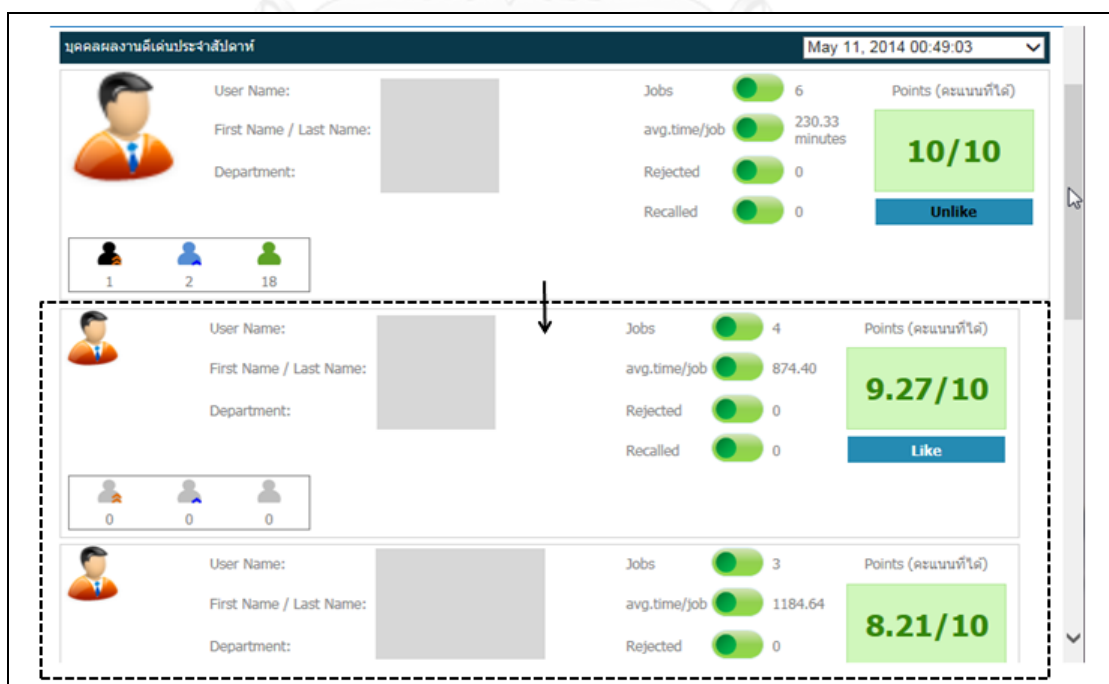 บุคคลผลงานดีเด่นประจำสัปดาห์ May 11, 2014 00:49:03
User Name: Jobs 6 Points (คะแนนที่ได้)
First Name / Last Name: avg.time/job 230.33 minutes
10/10
Department: Rejected 0
Recalled 0 Unlike
1 2 18
User Name: Jobs 4 Points (คะแนนที่ได้)
First Name / Last Name: avg.time/job 874.40
9.27/10
Department: Rejected 0
Recalled 0 Like
0 0 0
User Name: Jobs 3 Points (คะแนนที่ได้)
First Name / Last Name: avg.time/job 1184.64
8.21/10
Department: Rejected 0